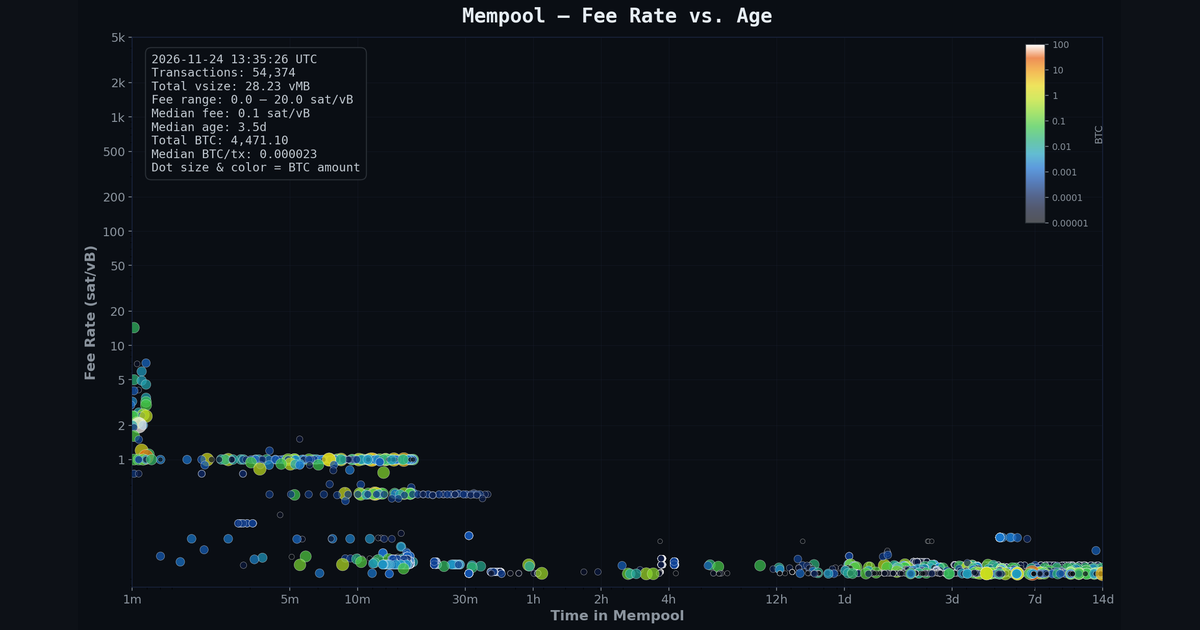 Mempool — Fee Rate vs. Age
2026-11-24 13:35:26 UTC
Transactions: 54,374
Total vsize: 28.23 vMB
Fee range: 0.0 – 20.0 sat/vB
Median fee: 0.1 sat/vB
Median age: 3.5d
Total BTC: 4,471.10
Median BTC/tx: 0.000023
Dot size & color = BTC amount
100
10
1
0.1
0.01
0.001
0.0001
0.00001
BTC
5k
2k
1k
500
200
100
50
20
10
5
2
1
Fee Rate (sat/vB)
1m
5m
10m
30m
1h
2h
4h
12h
1d
3d
7d
14d
Time in Mempool